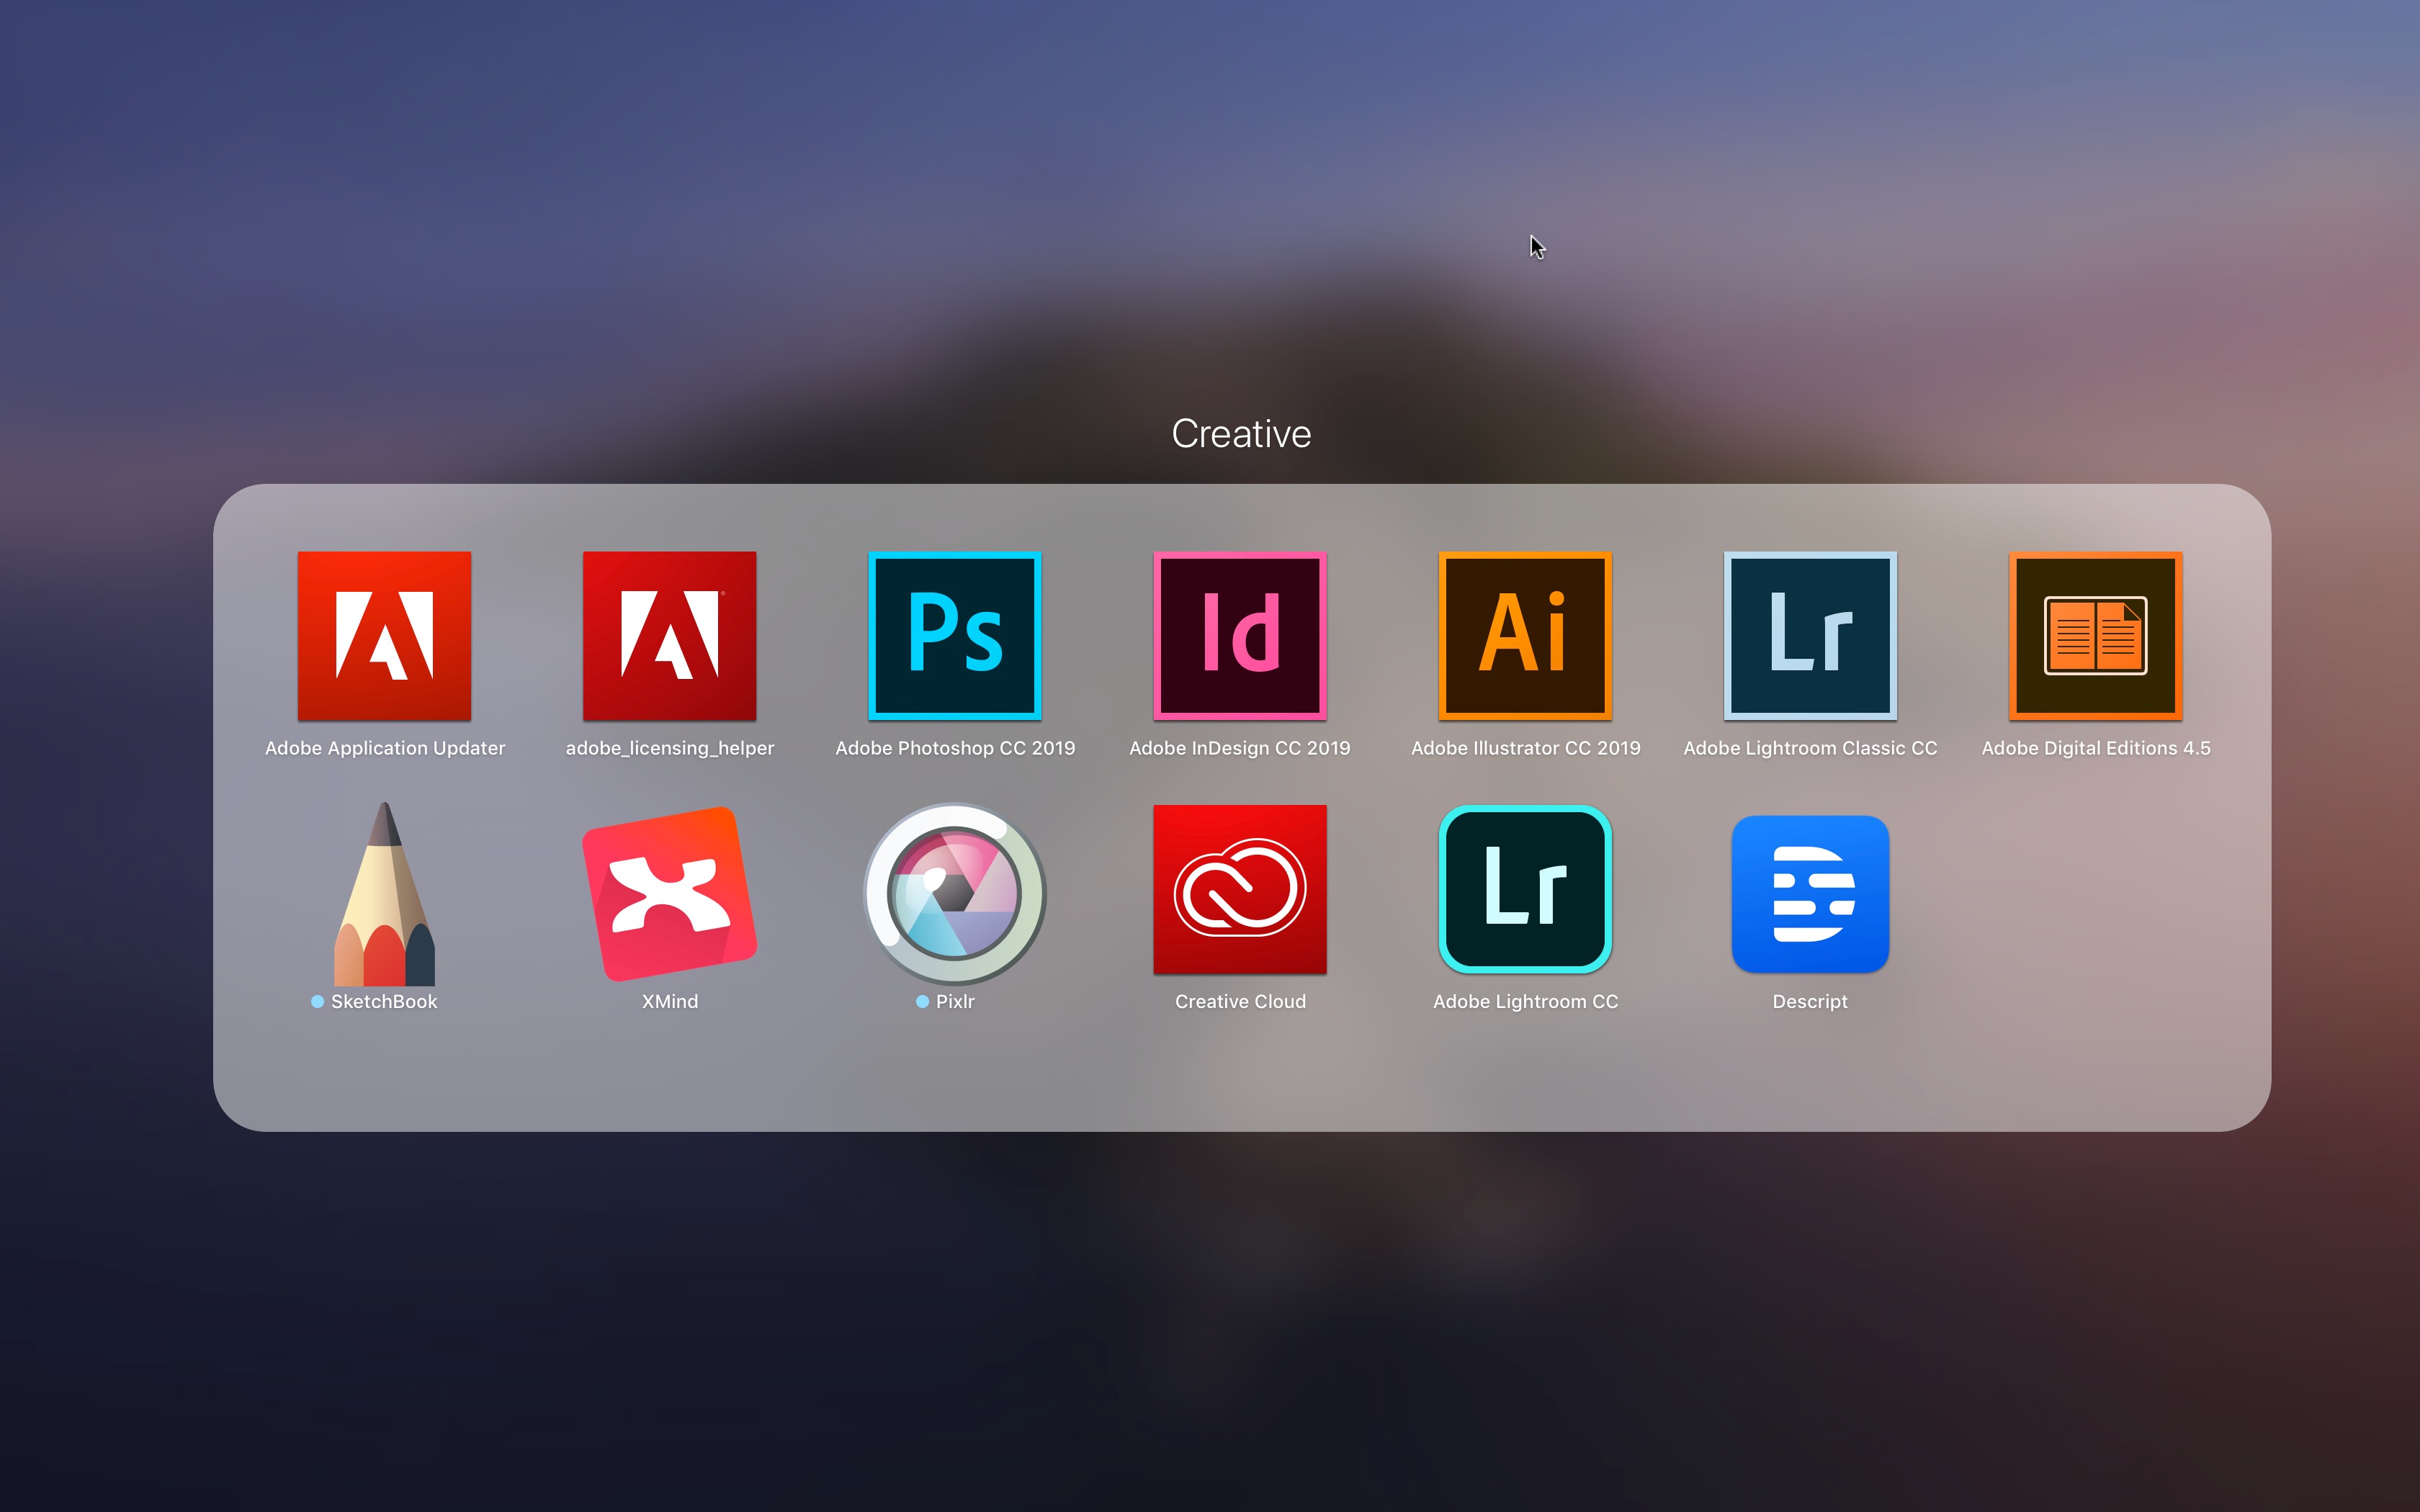 Creative
Ps
Id
Ai
Lr
Adobe Application Updater
adobe_licensing_helper
Adobe Photoshop CC 2019
Adobe InDesign CC 2019
Adobe Illustrator CC 2019
Adobe Lightroom Classic CC
Adobe Digital Editions 4.5
Lr
SketchBook
XMind
Pixlr
Creative Cloud
Adobe Lightroom CC
Descript